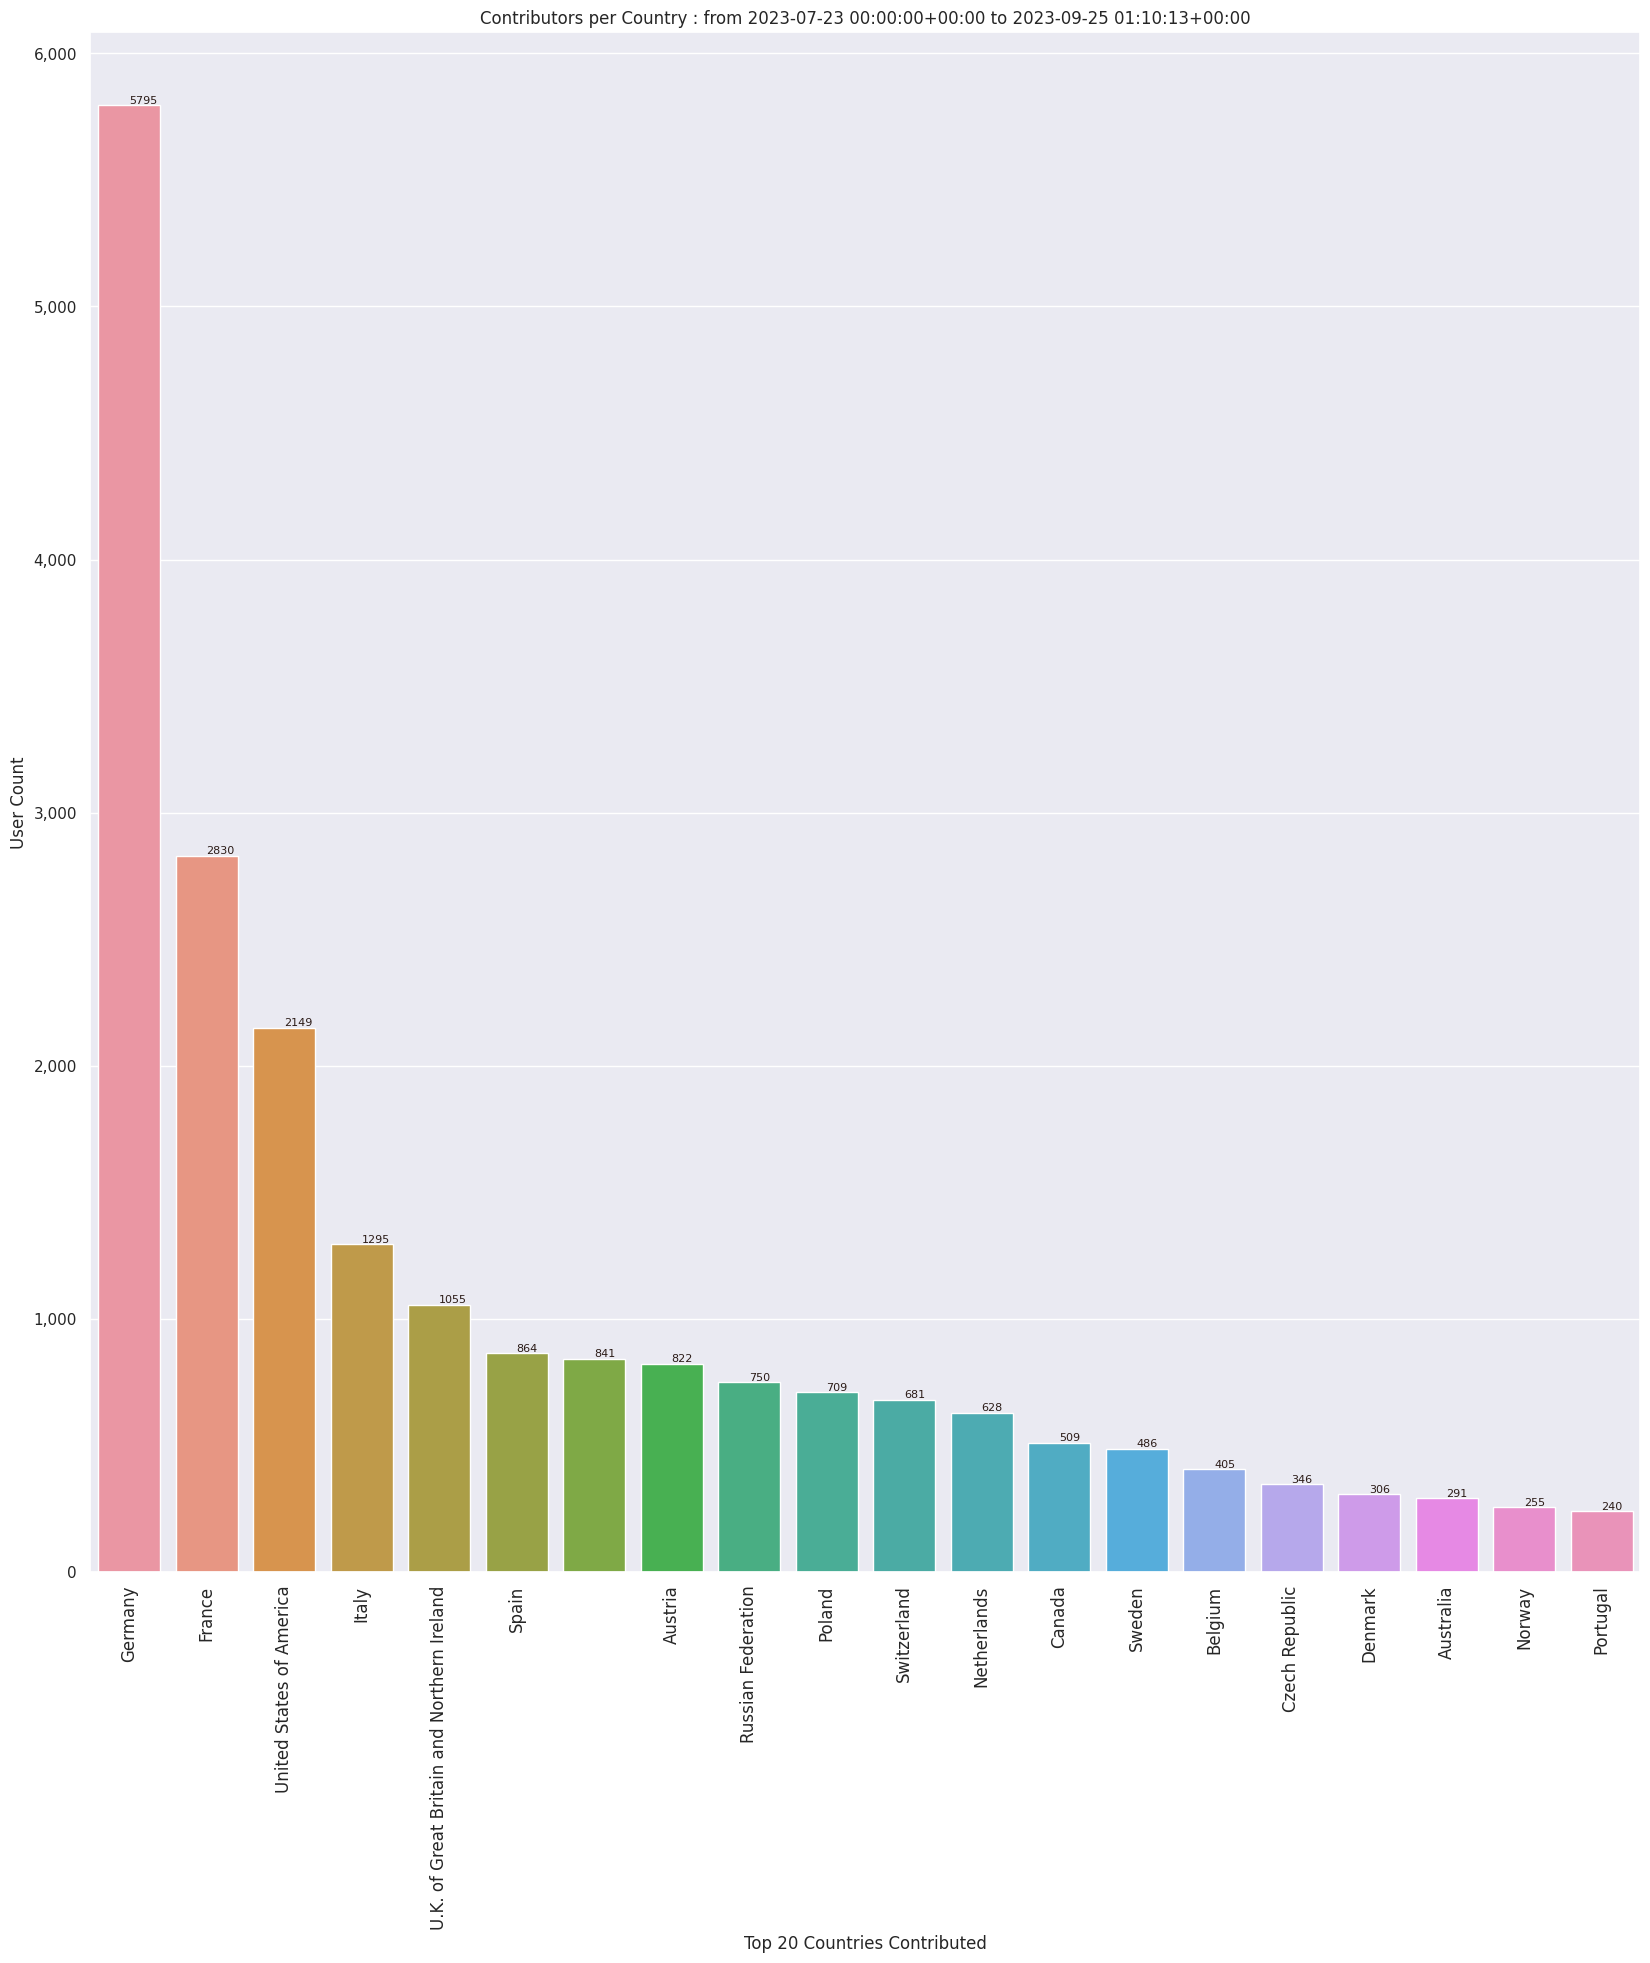 Contributors per Country : from 2023-07-23 00:00:00+00:00 to 2023-09-25 01:10:13+00:00
User Count
6,000
5,000
4,000
3,000
2,000
1,000
0
5795
2830
2149
1295
1055
864
841
822
750
709
681
628
509
486
405
346
306
291
255
240
Germany
France
United States of America
Italy
U.K. of Great Britain and Northern Ireland
Spain
Austria
Russian Federation
Poland
Switzerland
Netherlands
Canada
Sweden
Belgium
Czech Republic
Denmark
Australia
Norway
Portugal
Top 20 Countries Contributed